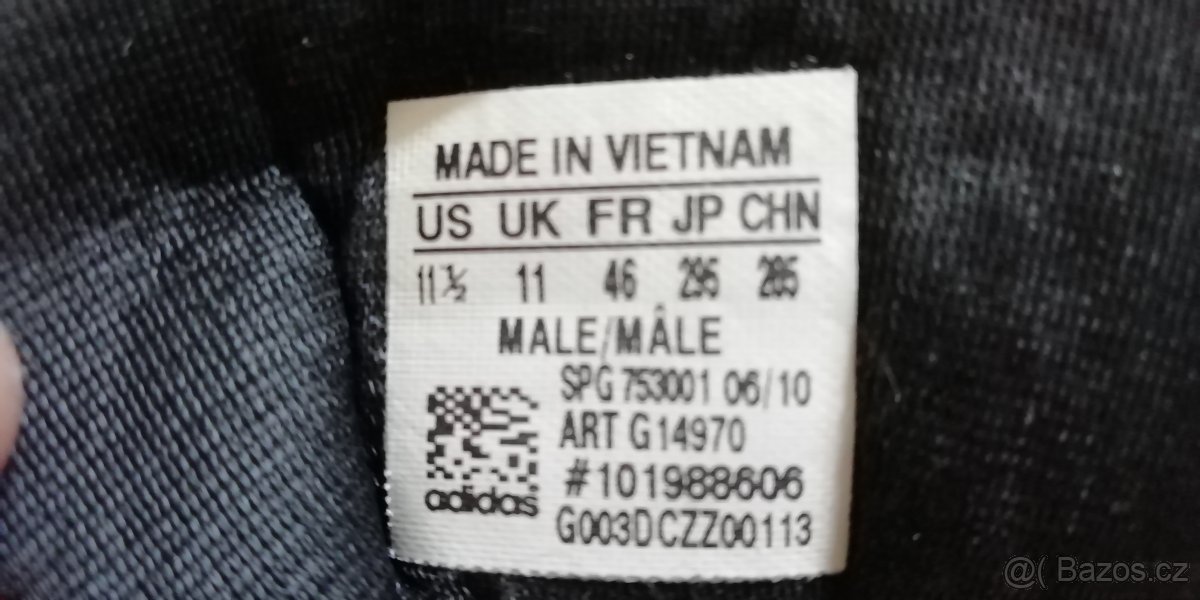 MADE IN VIETNAM
US UK FR JP CHN
11½ 11 46 295 285
MALE/MÂLE
SPG 753001 06/10
ART G14970
#101988606
adidas
G003DCZZ00113
@( Bazos.cz